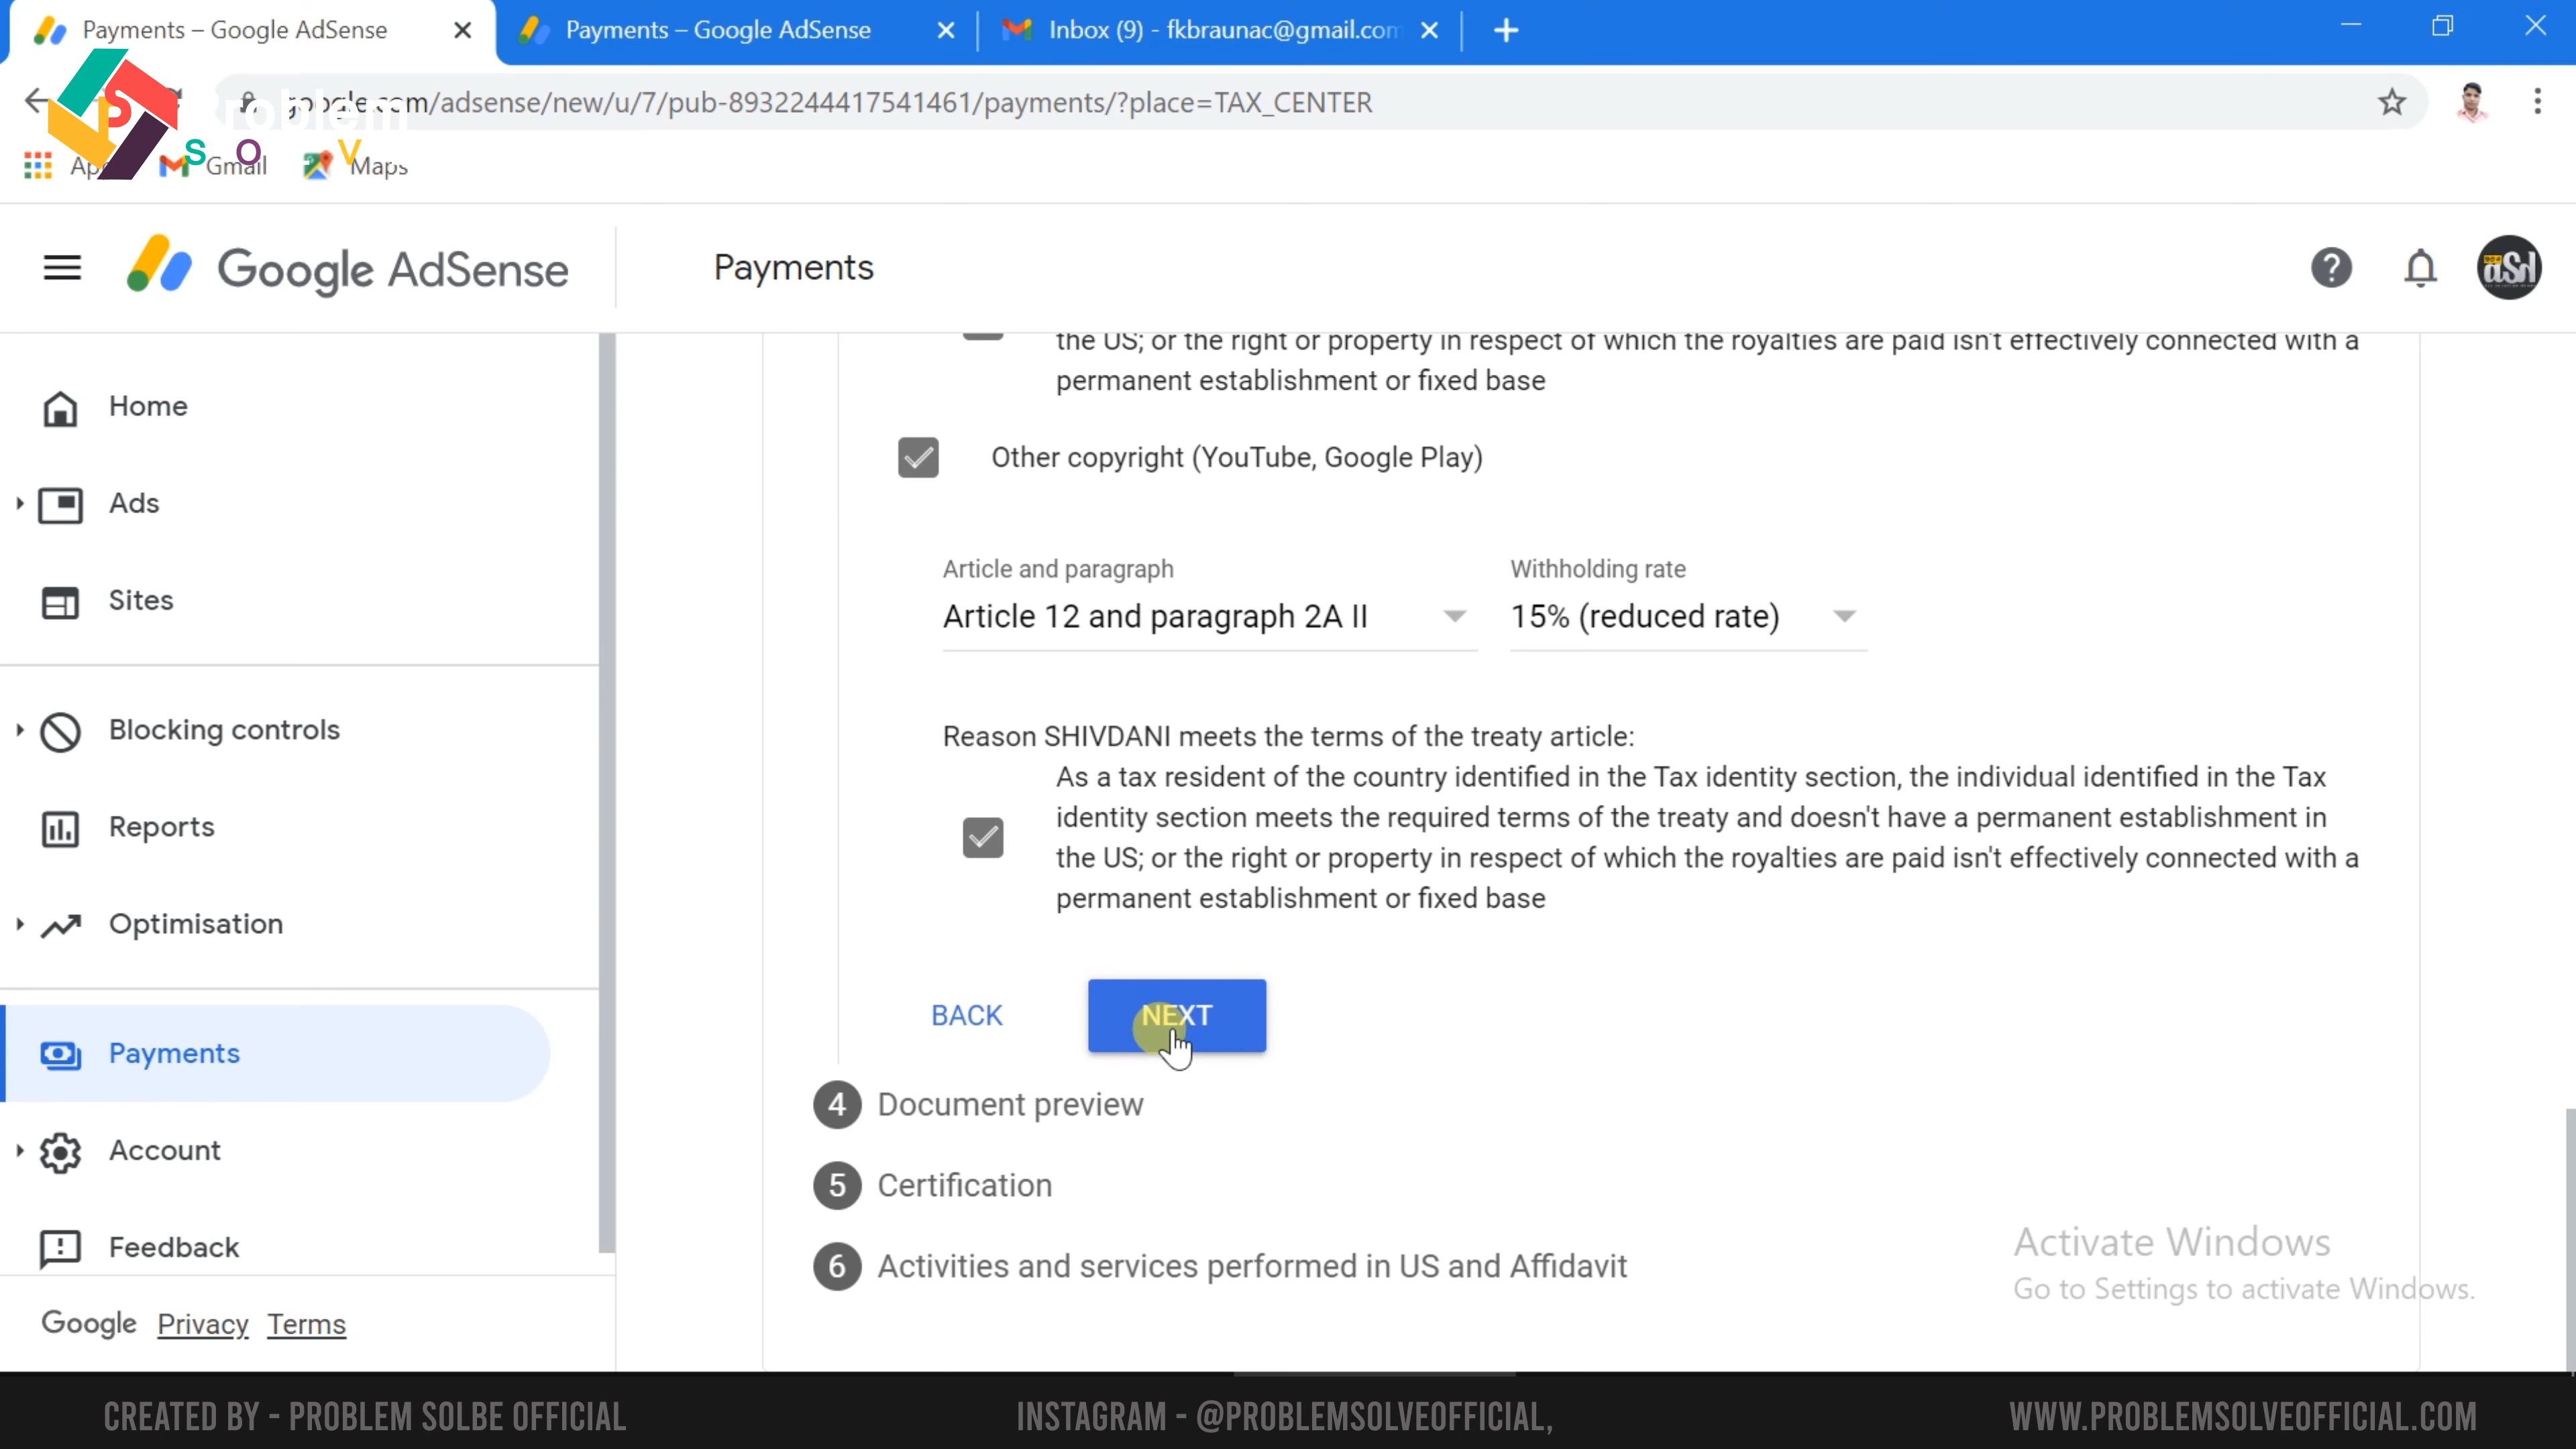 Payments – Google AdSense
Payments – Google AdSense
Inbox (9) - fkbraunac@gmail.com
google.com/adsense/new/u/7/pub-8932244417541461/payments/?place=TAX_CENTER
Problem
S O V
Gmail
Maps
Google AdSense
Payments
aSd
Home
Ads
Sites
Blocking controls
Reports
Optimisation
Payments
Account
Feedback
Google Privacy Terms
the US; or the right or property in respect of which the royalties are paid isn't effectively connected with a
permanent establishment or fixed base
Other copyright (YouTube, Google Play)
Article and paragraph
Withholding rate
Article 12 and paragraph 2A II
15% (reduced rate)
Reason SHIVDANI meets the terms of the treaty article:
As a tax resident of the country identified in the Tax identity section, the individual identified in the Tax
identity section meets the required terms of the treaty and doesn't have a permanent establishment in
the US; or the right or property in respect of which the royalties are paid isn't effectively connected with a
permanent establishment or fixed base
BACK
NEXT
4 Document preview
5 Certification
6 Activities and services performed in US and Affidavit
Activate Windows
Go to Settings to activate Windows.
CREATED BY - PROBLEM SOLBE OFFICIAL
INSTAGRAM - @PROBLEMSOLVEOFFICIAL,
WWW.PROBLEMSOLVEOFFICIAL.COM